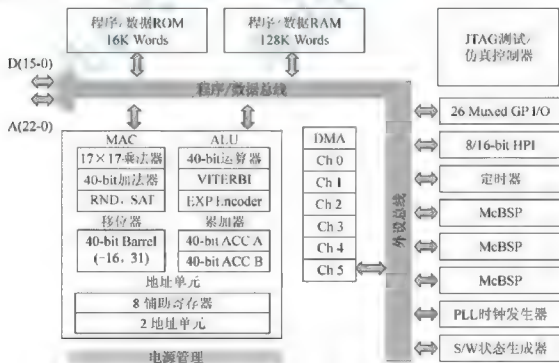 程序/数据ROM
16K Words
程序/数据RAM
128K Words
JTAG测试/
仿真控制器
D(15-0)
程序/数据总线
A(22-0)
MAC
17×17乘法器
40-bit加法器
RND, SAT
移位器
40-bit Barrel
(-16, 31)
ALU
40-bit运算器
VITERBI
EXP Encoder
累加器
40-bit ACC A
40-bit ACC B
地址单元
8 辅助寄存器
2 地址单元
电源管理
DMA
Ch 0
Ch 1
Ch 2
Ch 3
Ch 4
Ch 5
外设总线
26 Muxed GP I/O
8/16-bit HPI
定时器
McBSP
McBSP
McBSP
PLL时钟发生器
S/W状态生成器